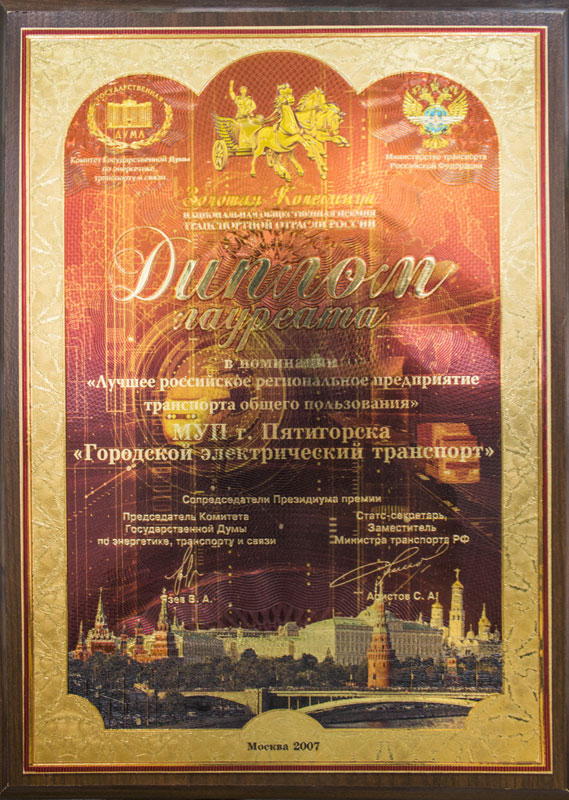 ГОСУДАРСТВЕННАЯ
ДУМА
Комитет Государственной Думы
по энергетике,
транспорту и связи
Министерство транспорта
Российской Федерации
Золотая Колесница
НАЦИОНАЛЬНАЯ ОБЩЕСТВЕННАЯ ПРЕМИЯ
ТРАНСПОРТНОЙ ОТРАСЛИ РОССИИ
Диплом
лауреата
в номинации
«Лучшее российское региональное предприятие
транспорта общего пользования»
МУП г. Пятигорска
«Городской электрический транспорт»
Сопредседатели Президиума премии
Председатель Комитета
Государственной Думы
по энергетике, транспорту и связи
Язев В. А.
Статс-секретарь,
Заместитель
Министра транспорта РФ
Аристов С. А.
Москва 2007